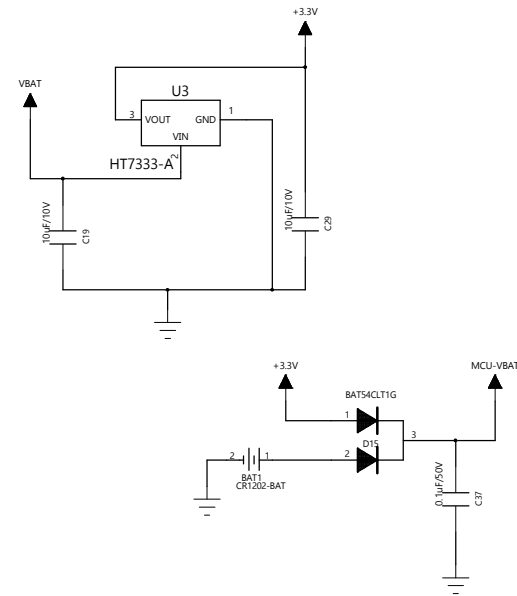 +3.3V
VBAT
U3
3
VOUT
GND
1
VIN
2
HT7333-A
10uF/10V
C19
10uF/10V
C29
+3.3V
MCU-VBAT
BAT54CLT1G
1
3
D15
2
1
2
BAT1
CR1202-BAT
0.1uF/50V
C37